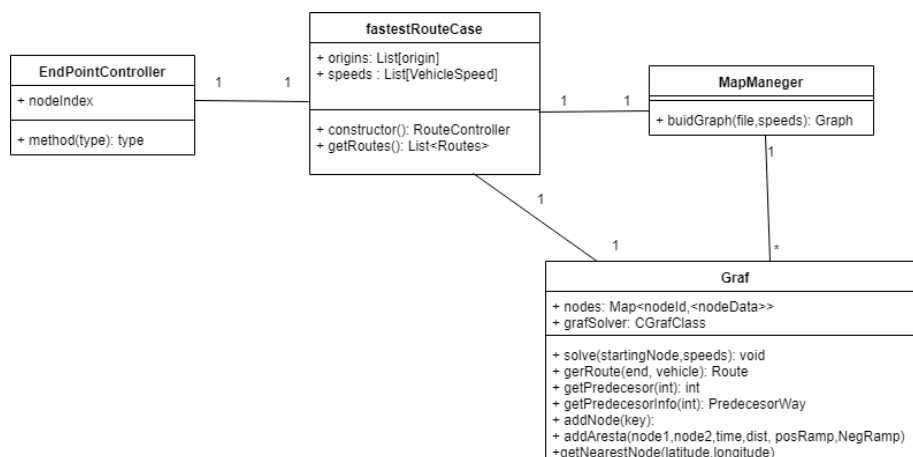 fastestRouteCase
+ origins: List[origin]
+ speeds : List[VehicleSpeed]
+ constructor(): RouteController
+ getRoutes(): List<Routes>
EndPointController
+ nodeIndex
+ method(type): type
1
1
1
1
MapManeger
+ buidGraph(file,speeds): Graph
1
1
1
*
Graf
+ nodes: Map<nodeId,<nodeData>>
+ grafSolver: CGrafClass
+ solve(startingNode,speeds): void
+ gerRoute(end, vehicle): Route
+ getPredecesor(int): int
+ getPredecesorInfo(int): PredecesorWay
+ addNode(key):
+ addAresta(node1,node2,time,dist, posRamp,NegRamp)
+getNearestNode(latitude,longitude)